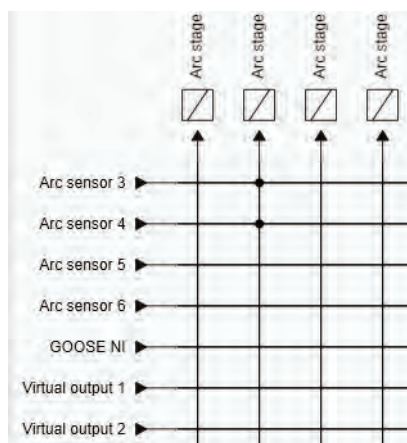 Arc stage
Arc stage
Arc stage
Arc stage
Arc sensor 3
Arc sensor 4
Arc sensor 5
Arc sensor 6
GOOSE NI
Virtual output 1
Virtual output 2